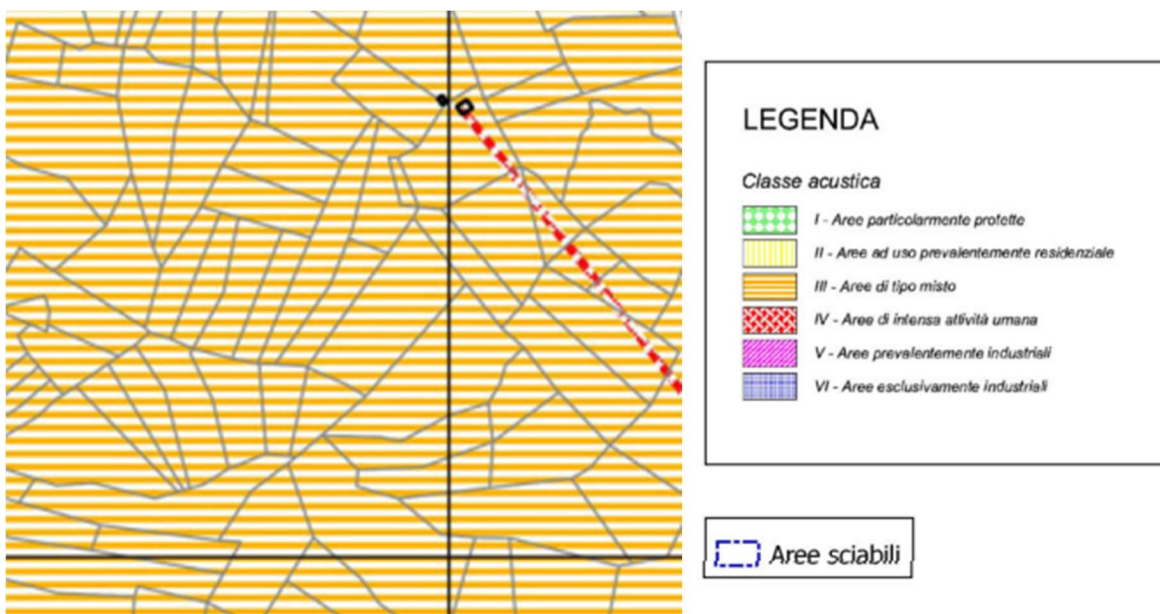 LEGENDA
Classe acustica
I - Aree particolarmente protette
II - Aree ad uso prevalentemente residenziale
III - Aree di tipo misto
IV - Aree di intensa attività umana
V - Aree prevalentemente industriali
VI - Aree esclusivamente industriali
Aree sciabili